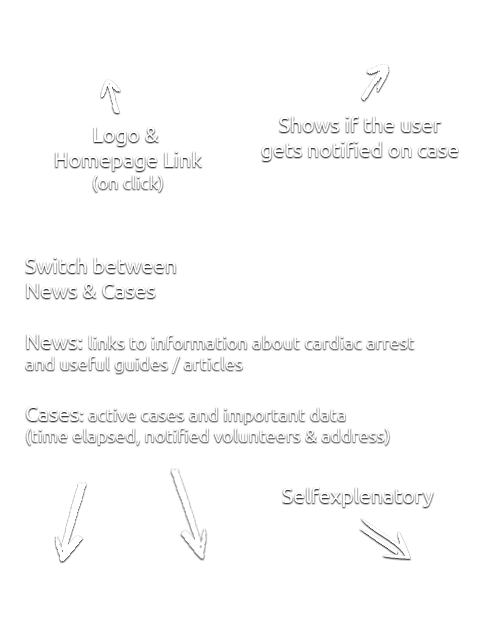 Logo &
Homepage Link
(on click)
Shows if the user
gets notified on case
Switch between
News & Cases
News: links to information about cardiac arrest
and useful guides / articles
Cases: active cases and important data
(time elapsed, notified volunteers & address)
Selfexplenatory